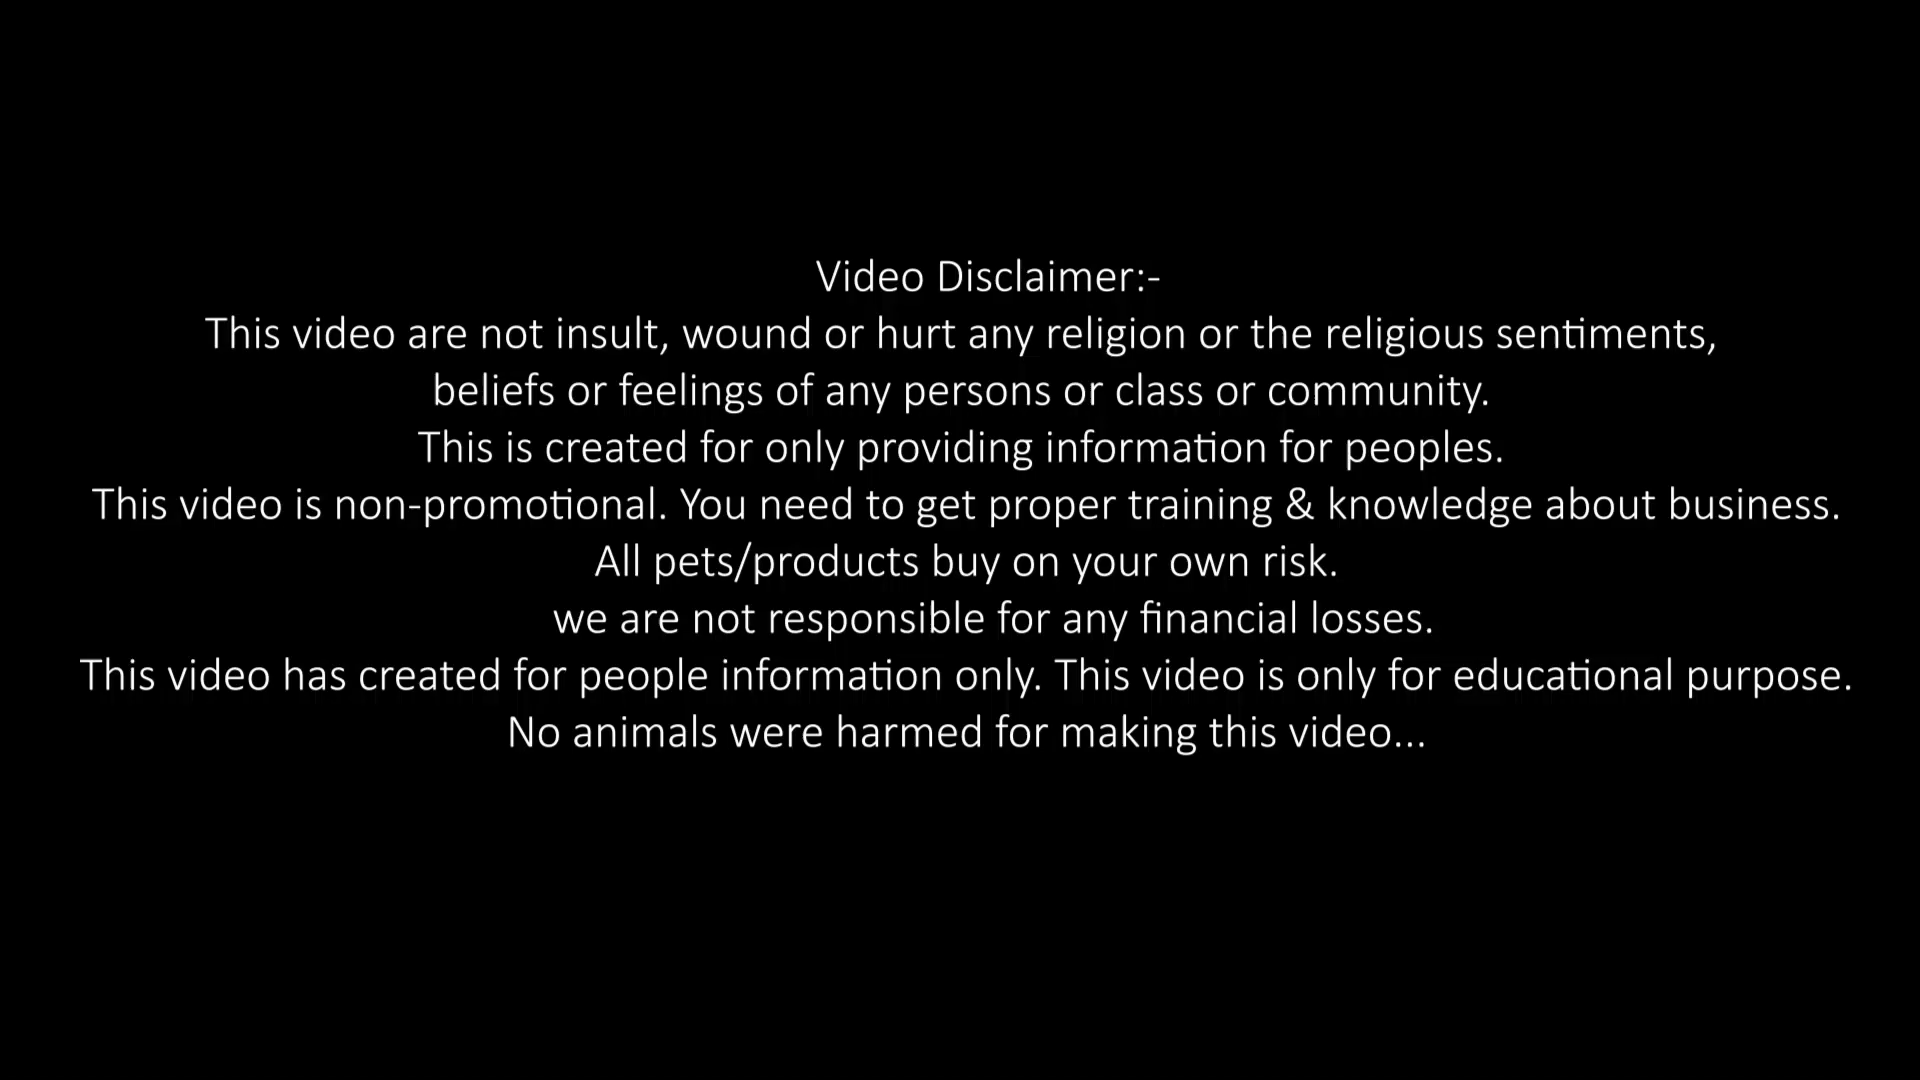 Video Disclaimer:-
This video are not insult, wound or hurt any religion or the religious sentiments,
beliefs or feelings of any persons or class or community.
This is created for only providing information for peoples.
This video is non-promotional. You need to get proper training & knowledge about business.
All pets/products buy on your own risk.
we are not responsible for any financial losses.
This video has created for people information only. This video is only for educational purpose.
No animals were harmed for making this video...